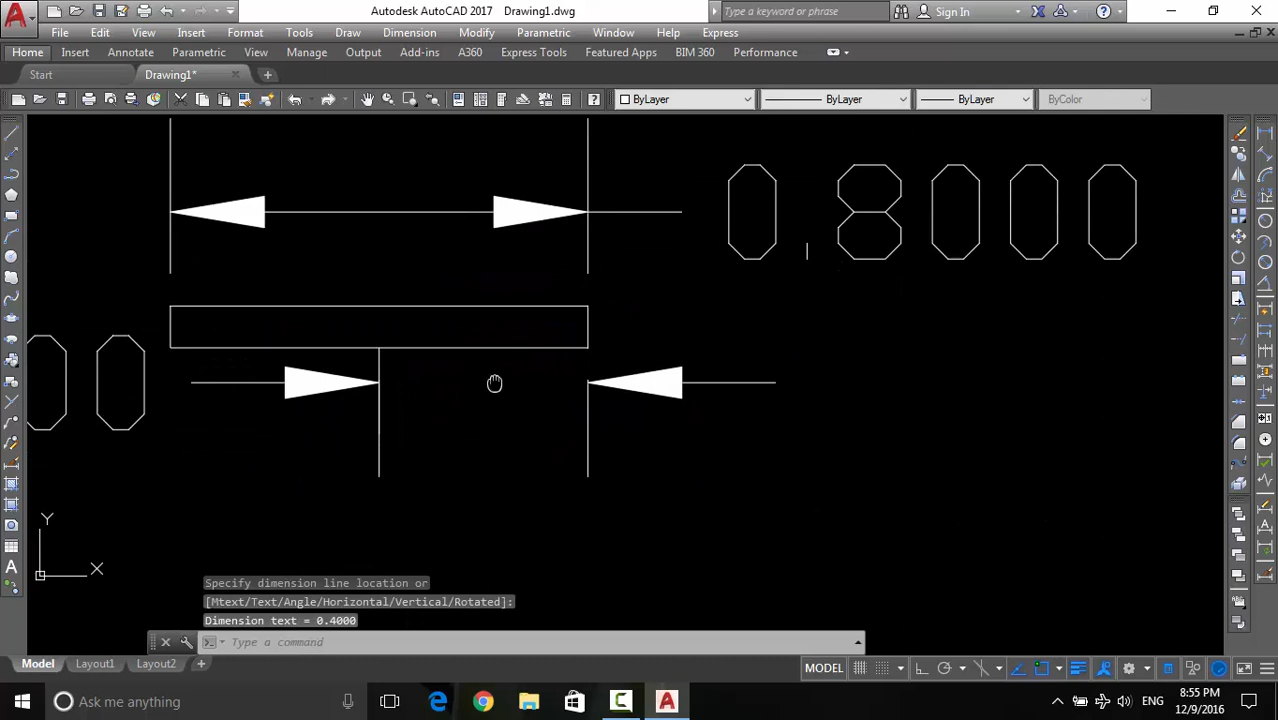 Autodesk AutoCAD 2017 Drawing1.dwg
Type a keyword or phrase
Sign In
File Edit View Insert Format Tools Draw Dimension Modify Parametric Window Help Express
Home Insert Annotate Parametric View Manage Output Add-ins A360 Express Tools Featured Apps BIM 360 Performance
Start Drawing1*
ByLayer ByLayer ByLayer ByColor
0,8000
00
Y
X
Specify dimension line location or
[Mtext/Text/Angle/Horizontal/Vertical/Rotated]:
Dimension text = 0.4000
Type a command
Model Layout1 Layout2
MODEL
Ask me anything
ENG
8:55 PM
12/9/2016